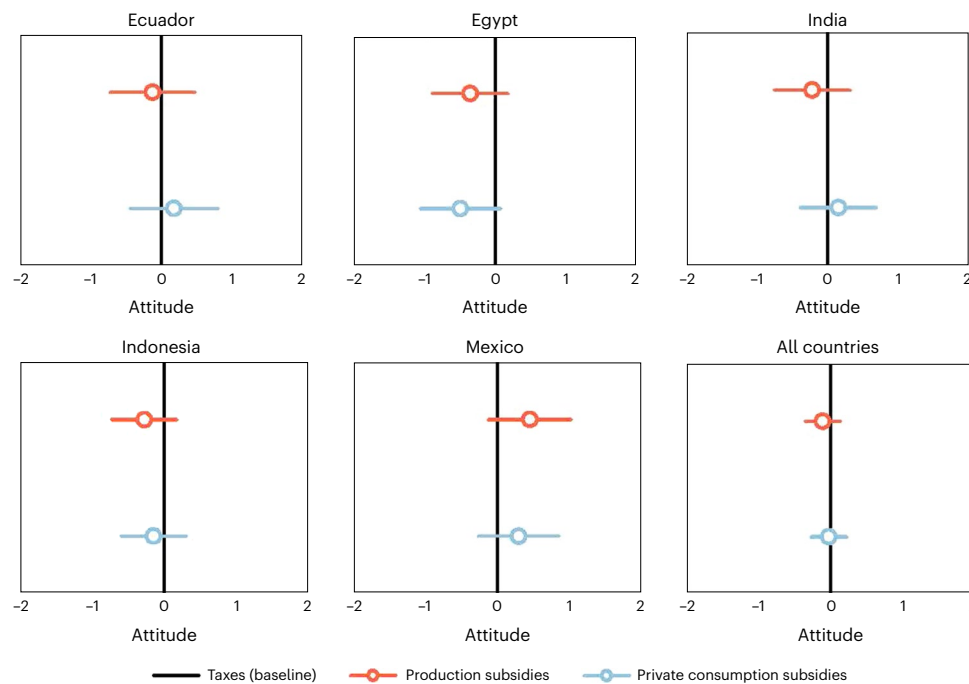 Ecuador
Egypt
India
–2 –1 0 1 2
–2 –1 0 1 2
–2 –1 0 1 2
Attitude
Attitude
Attitude
Indonesia
Mexico
All countries
–2 –1 0 1 2
–2 –1 0 1 2
–2 –1 0 1
Attitude
Attitude
Attitude
Taxes (baseline)
Production subsidies
Private consumption subsidies